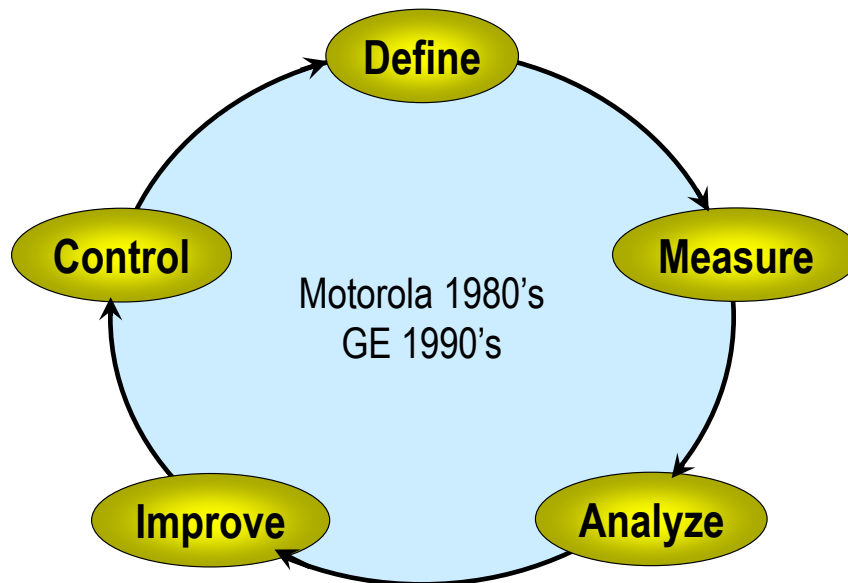 Define
Control
Measure
Motorola 1980’s
GE 1990’s
Improve
Analyze